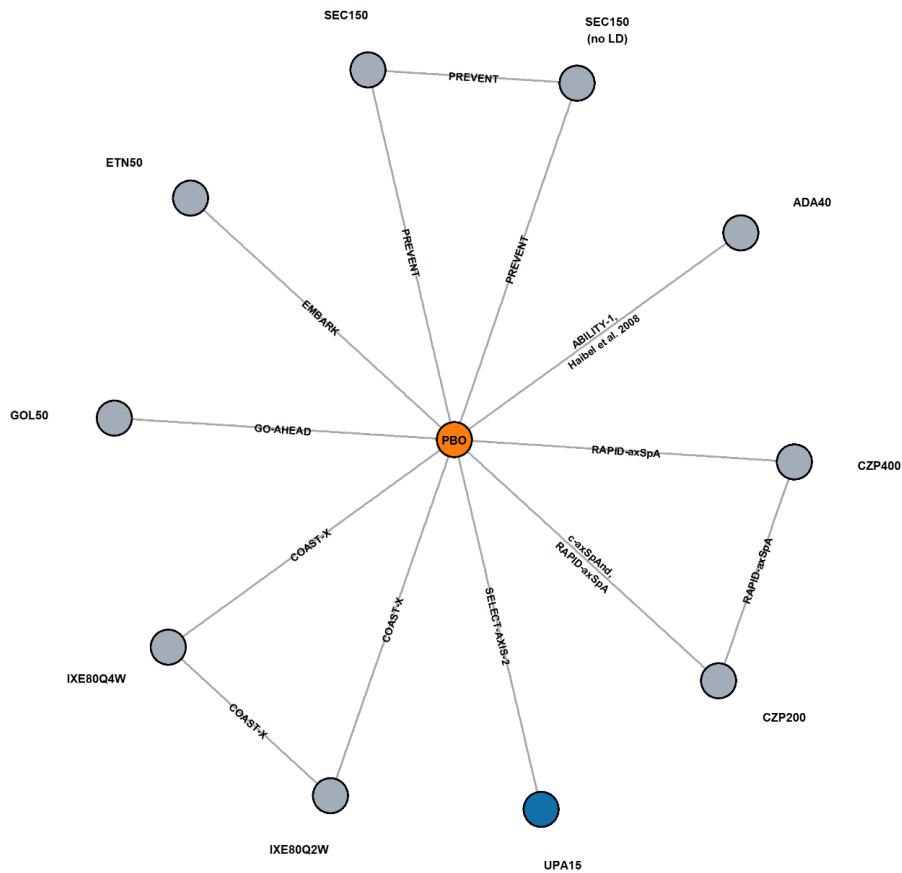 SEC150
SEC150
(no LD)
PREVENT
ETN50
ADA40
PREVENT
PREVENT
EMBARK
ABILITY-1,
Haibel et al. 2008
GOL50
GO-AHEAD
PBO
RAPID-axSpA
CZP400
COAST-X
c-axSpAnd,
RAPID-axSpA
RAPID-axSpA
COAST-X
SELECT-AXIS-2
IXE80Q4W
COAST-X
CZP200
IXE80Q2W
UPA15